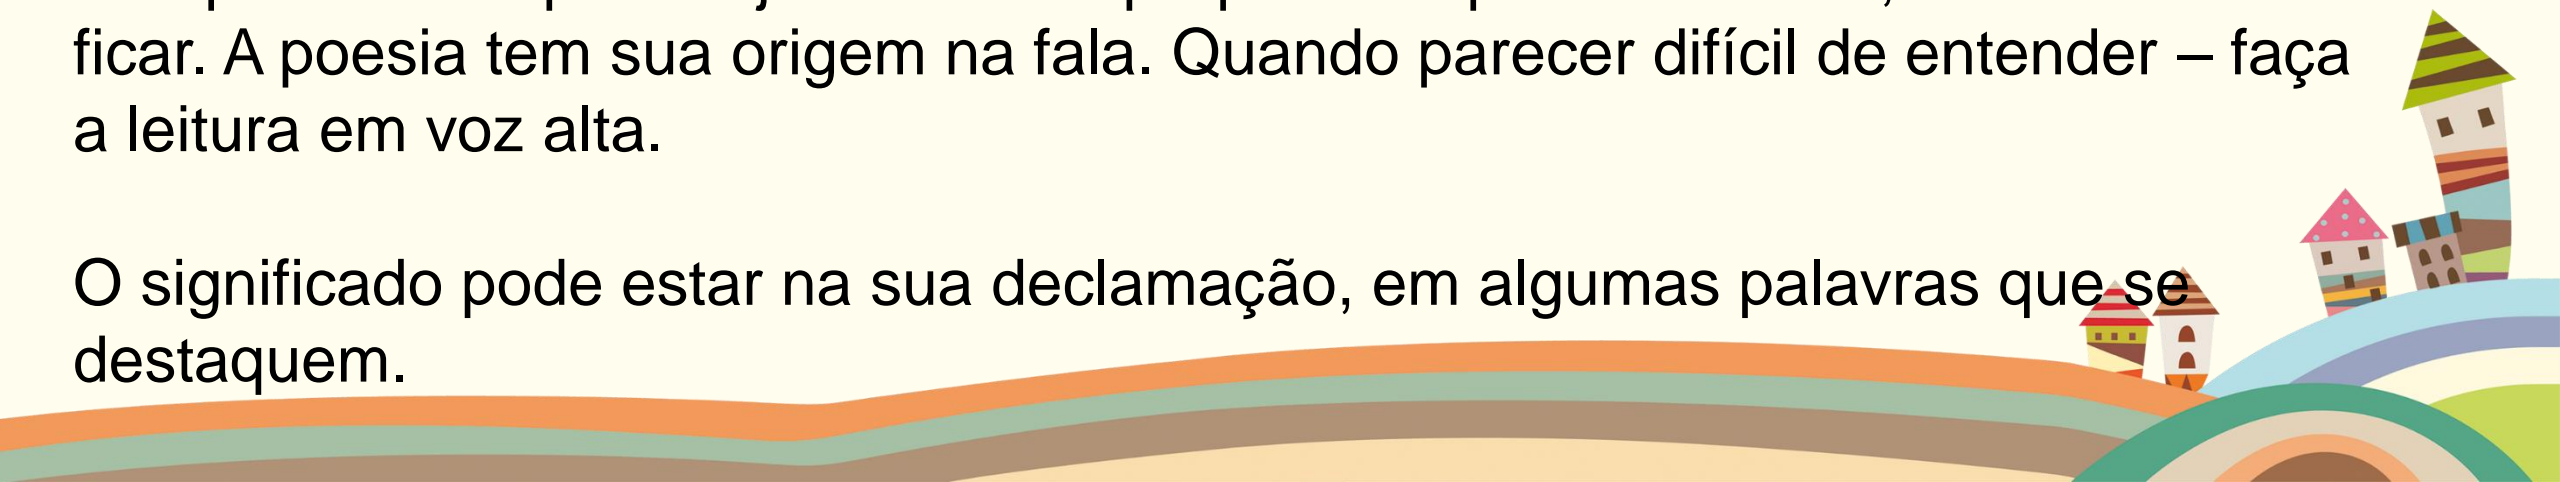 ficar. A poesia tem sua origem na fala. Quando parecer difícil de entender – faça
a leitura em voz alta.
O significado pode estar na sua declamação, em algumas palavras que se
destaquem.